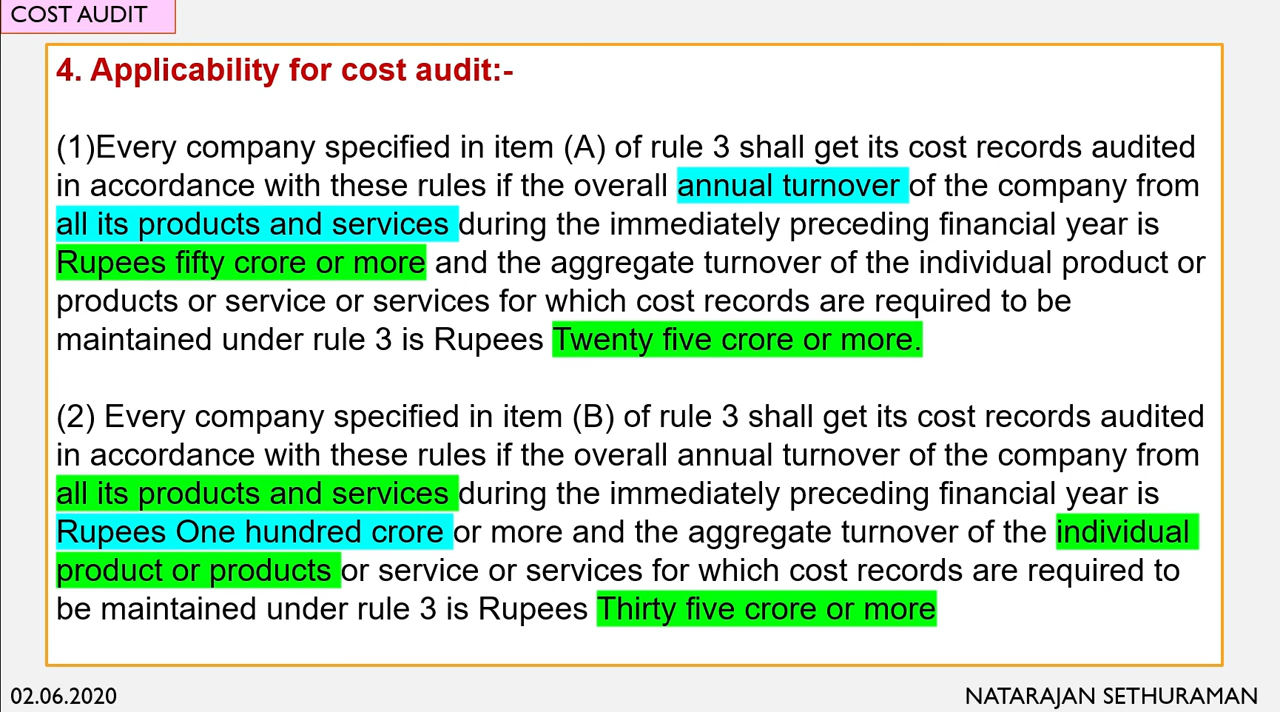 COST AUDIT
4. Applicability for cost audit:-
(1)Every company specified in item (A) of rule 3 shall get its cost records audited
in accordance with these rules if the overall annual turnover of the company from
all its products and services during the immediately preceding financial year is
Rupees fifty crore or more and the aggregate turnover of the individual product or
products or service or services for which cost records are required to be
maintained under rule 3 is Rupees Twenty five crore or more.
(2) Every company specified in item (B) of rule 3 shall get its cost records audited
in accordance with these rules if the overall annual turnover of the company from
all its products and services during the immediately preceding financial year is
Rupees One hundred crore or more and the aggregate turnover of the individual
product or products or service or services for which cost records are required to
be maintained under rule 3 is Rupees Thirty five crore or more
02.06.2020
NATARAJAN SETHURAMAN